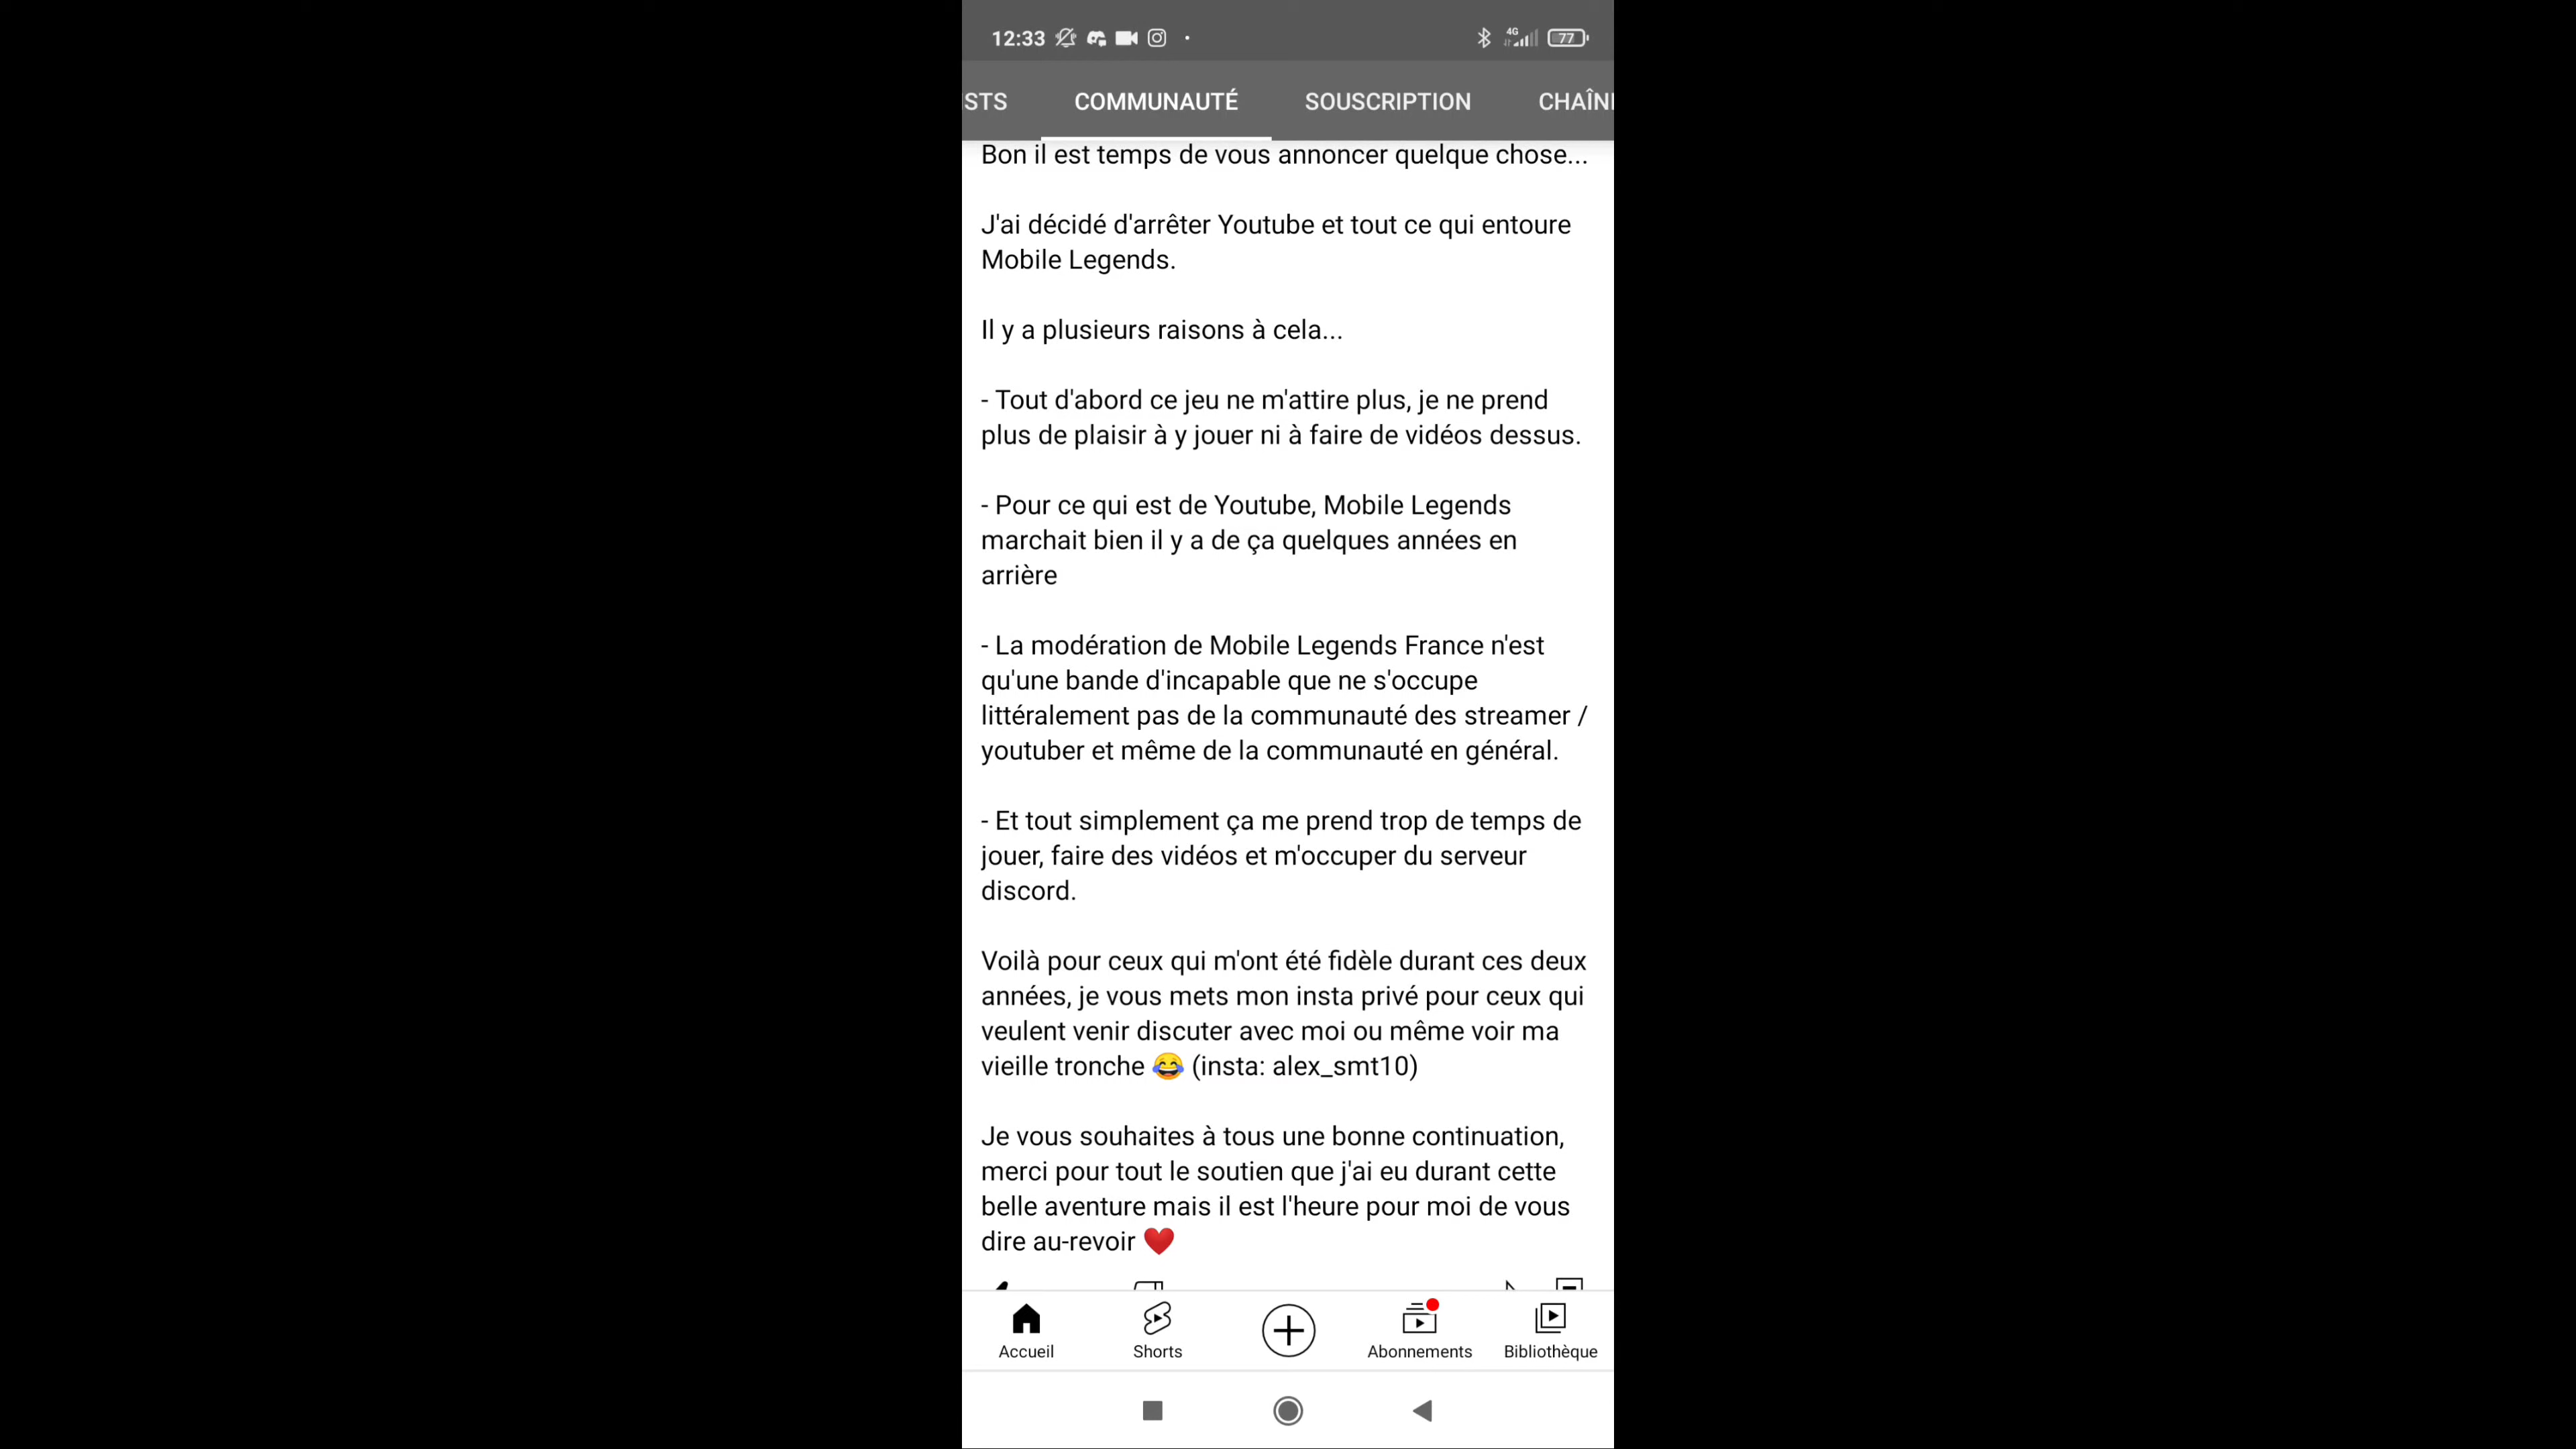 12:33
4G
77
STS
COMMUNAUTÉ
SOUSCRIPTION
CHAÎN
Bon il est temps de vous annoncer quelque chose...
J'ai décidé d'arrêter Youtube et tout ce qui entoure
Mobile Legends.
Il y a plusieurs raisons à cela...
- Tout d'abord ce jeu ne m'attire plus, je ne prend
plus de plaisir à y jouer ni à faire de vidéos dessus.
- Pour ce qui est de Youtube, Mobile Legends
marchait bien il y a de ça quelques années en
arrière
- La modération de Mobile Legends France n'est
qu'une bande d'incapable que ne s'occupe
littéralement pas de la communauté des streamer /
youtuber et même de la communauté en général.
- Et tout simplement ça me prend trop de temps de
jouer, faire des vidéos et m'occuper du serveur
discord.
Voilà pour ceux qui m'ont été fidèle durant ces deux
années, je vous mets mon insta privé pour ceux qui
veulent venir discuter avec moi ou même voir ma
vieille tronche 😂 (insta: alex_smt10)
Je vous souhaites à tous une bonne continuation,
merci pour tout le soutien que j'ai eu durant cette
belle aventure mais il est l'heure pour moi de vous
dire au-revoir ❤️
Accueil
Shorts
Abonnements
Bibliothèque